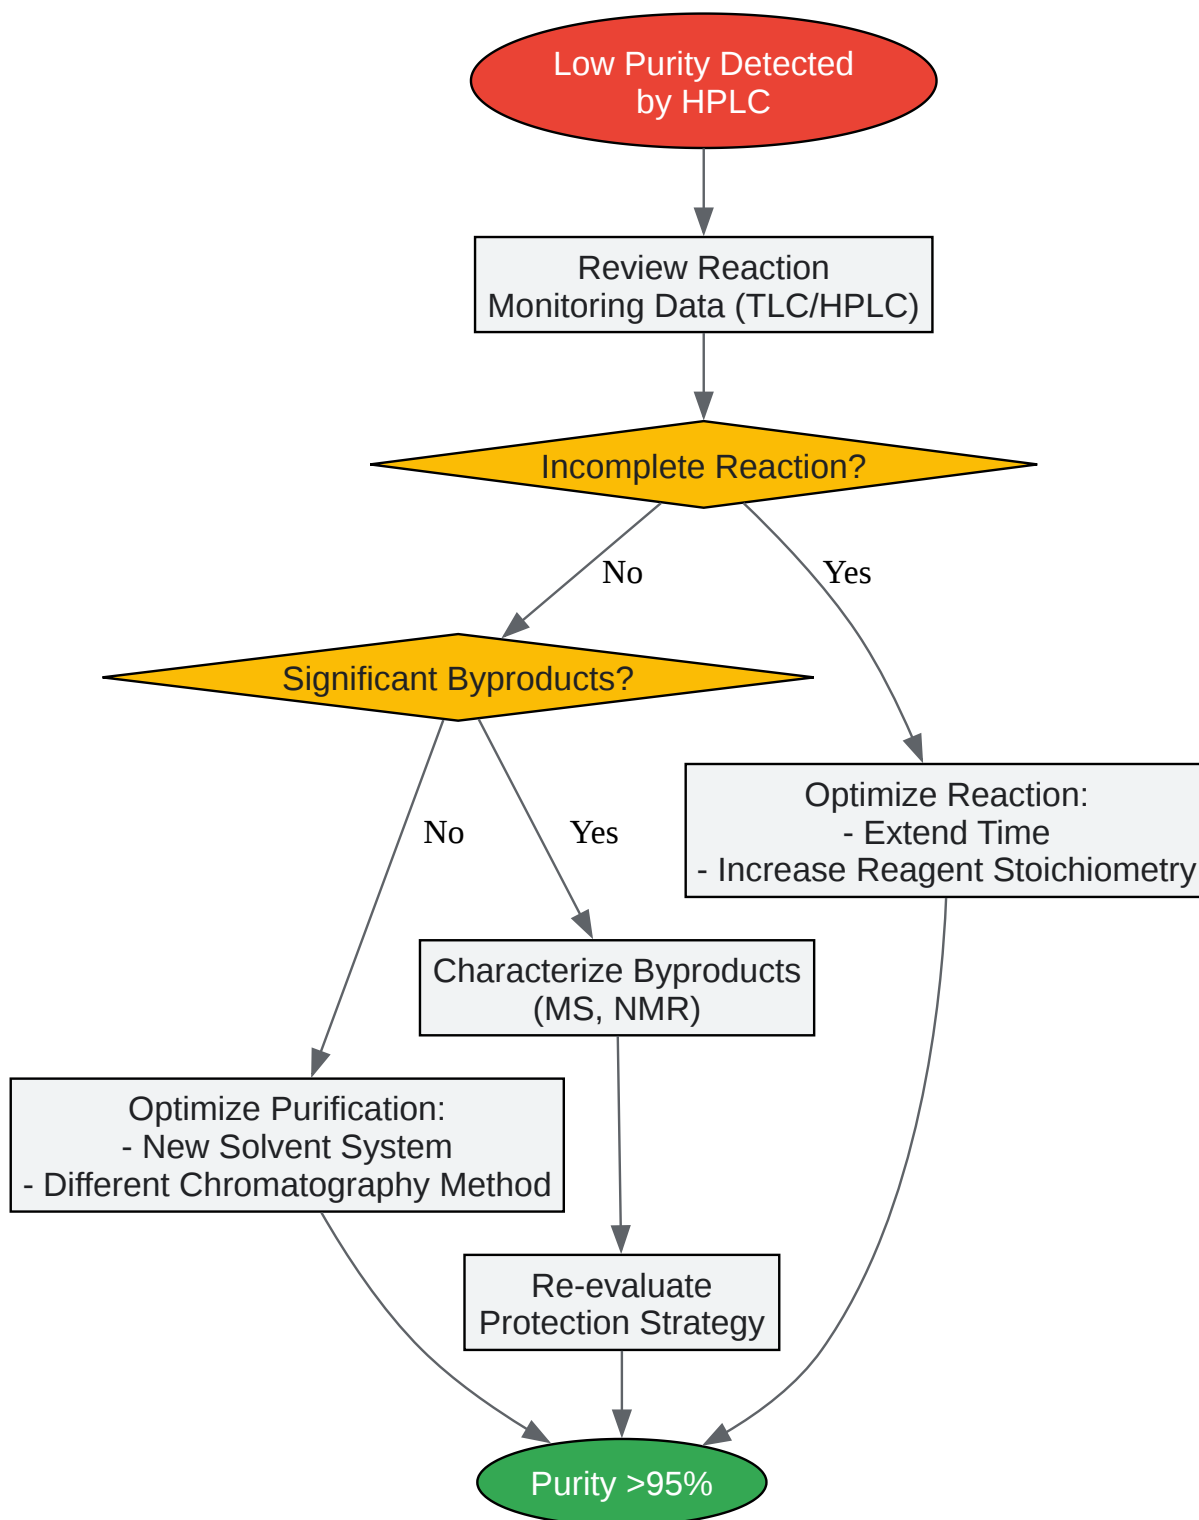 Low Purity Detected
by HPLC
Review Reaction
Monitoring Data (TLC/HPLC)
Incomplete Reaction?
No
Yes
Significant Byproducts?
No
Yes
Optimize Reaction:
- Extend Time
- Increase Reagent Stoichiometry
Characterize Byproducts
(MS, NMR)
Optimize Purification:
- New Solvent System
- Different Chromatography Method
Re-evaluate
Protection Strategy
Purity >95%